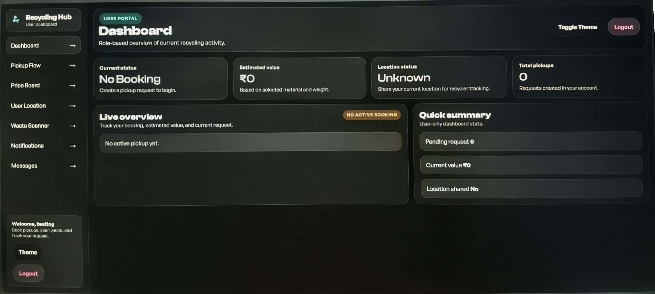 Recycling Hub
User dashboard
Dashboard →
Pickup Flow →
Price Board →
User Location →
Waste Scanner →
Notifications →
Messages →
Welcome, testing
Book pickups, scan waste, and
track your request.
Theme
Logout
USER PORTAL
Dashboard
Role-based overview of current recycling activity.
Toggle Theme
Logout
Current status
No Booking
Create a pickup request to begin.
Estimated value
₹0
Based on selected material and weight.
Location status
Unknown
Share your current location for recycler tracking.
Total pickups
0
Requests created in your account.
Live overview
NO ACTIVE BOOKING
Track your booking, estimated value, and current request.
No active pickup yet.
Quick summary
User-only dashboard stats.
Pending request 0
Current value ₹0
Location shared No